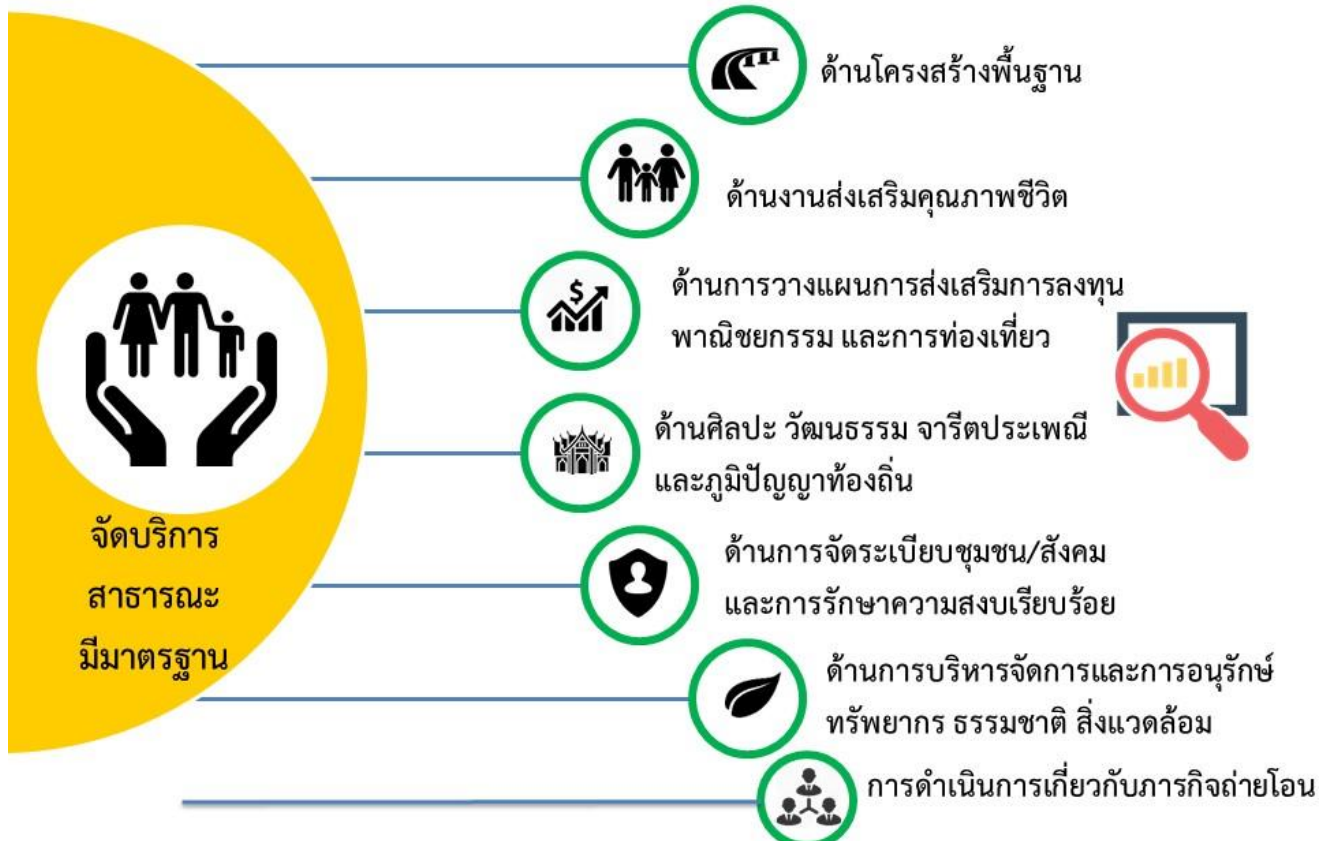 ด้านโครงสร้างพื้นฐาน
ด้านงานส่งเสริมคุณภาพชีวิต
ด้านการวางแผนการส่งเสริมการลงทุน
พาณิชยกรรม และการท่องเที่ยว
ด้านศิลปะ วัฒนธรรม จารีตประเพณี
และภูมิปัญญาท้องถิ่น
จัดบริการ
สาธารณะ
มีมาตรฐาน
ด้านการจัดระเบียบชุมชน/สังคม
และการรักษาความสงบเรียบร้อย
ด้านการบริหารจัดการและการอนุรักษ์
ทรัพยากร ธรรมชาติ สิ่งแวดล้อม
การดำเนินการเกี่ยวกับภารกิจถ่ายโอน